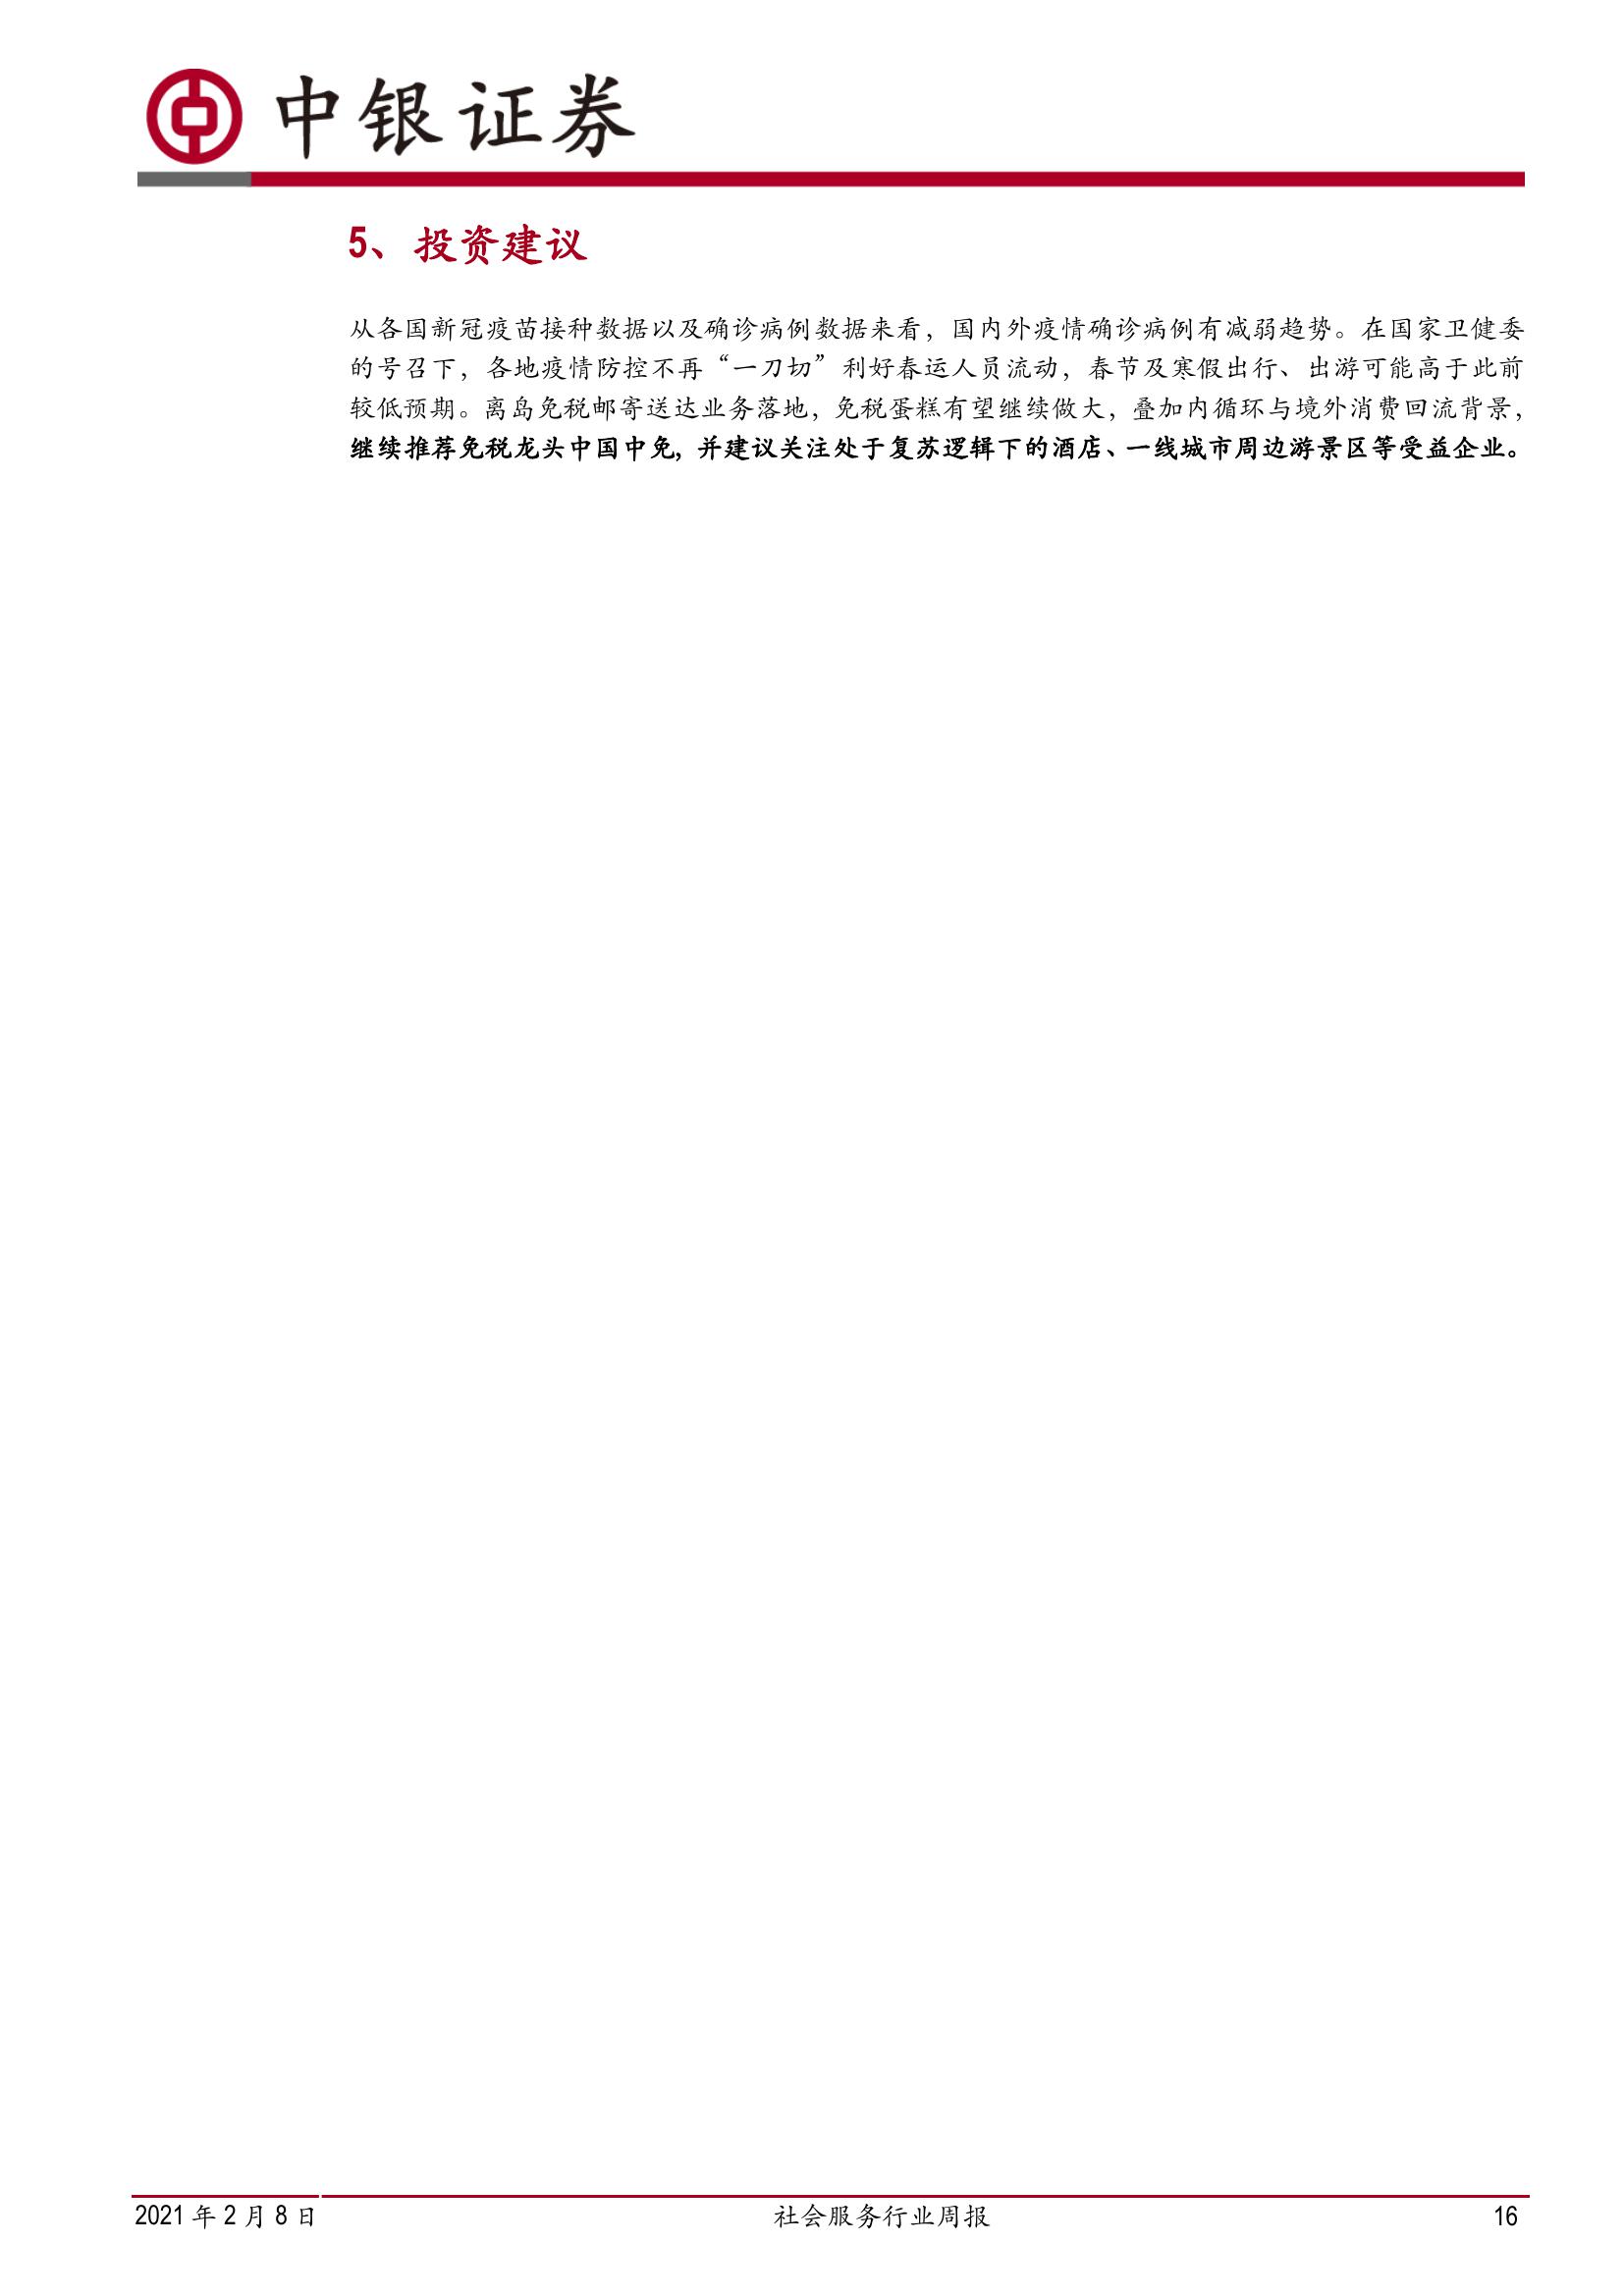 中银证券
5、投资建议
从各国新冠疫苗接种数据以及确诊病例数据来看，国内外疫情确诊病例有减弱趋势。在国家卫健委
的号召下，各地疫情防控不再“一刀切”利好春运人员流动，春节及寒假出行、出游可能高于此前
较低预期。离岛免税邮寄送达业务落地，免税蛋糕有望继续做大，叠加内循环与境外消费回流背景，
继续推荐免税龙头中国中免，并建议关注处于复苏逻辑下的酒店、一线城市周边游景区等受益企业。
2021 年 2 月 8 日 社会服务行业周报 16